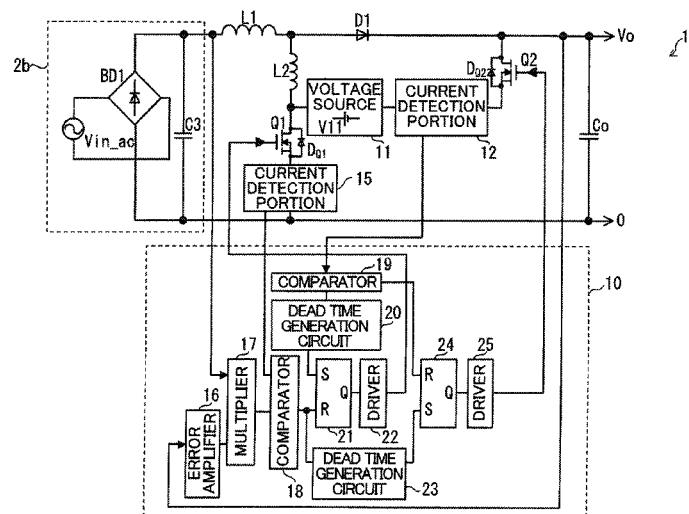 L1
D1
Vo
1
2b
BD1
L2
DQ2
Q2
VOLTAGE
SOURCE
V11
11
CURRENT
DETECTION
PORTION
12
C3
Co
Vin_ac
Q1
DQ1
CURRENT
DETECTION
PORTION
15
0
COMPARATOR
19
10
DEAD TIME
GENERATION
CIRCUIT
20
17
MULTIPLIER
COMPARATOR
18
S
Q
R
21
DRIVER
22
24
R
Q
S
25
DRIVER
16
ERROR
AMPLIFIER
DEAD TIME
GENERATION
CIRCUIT
23